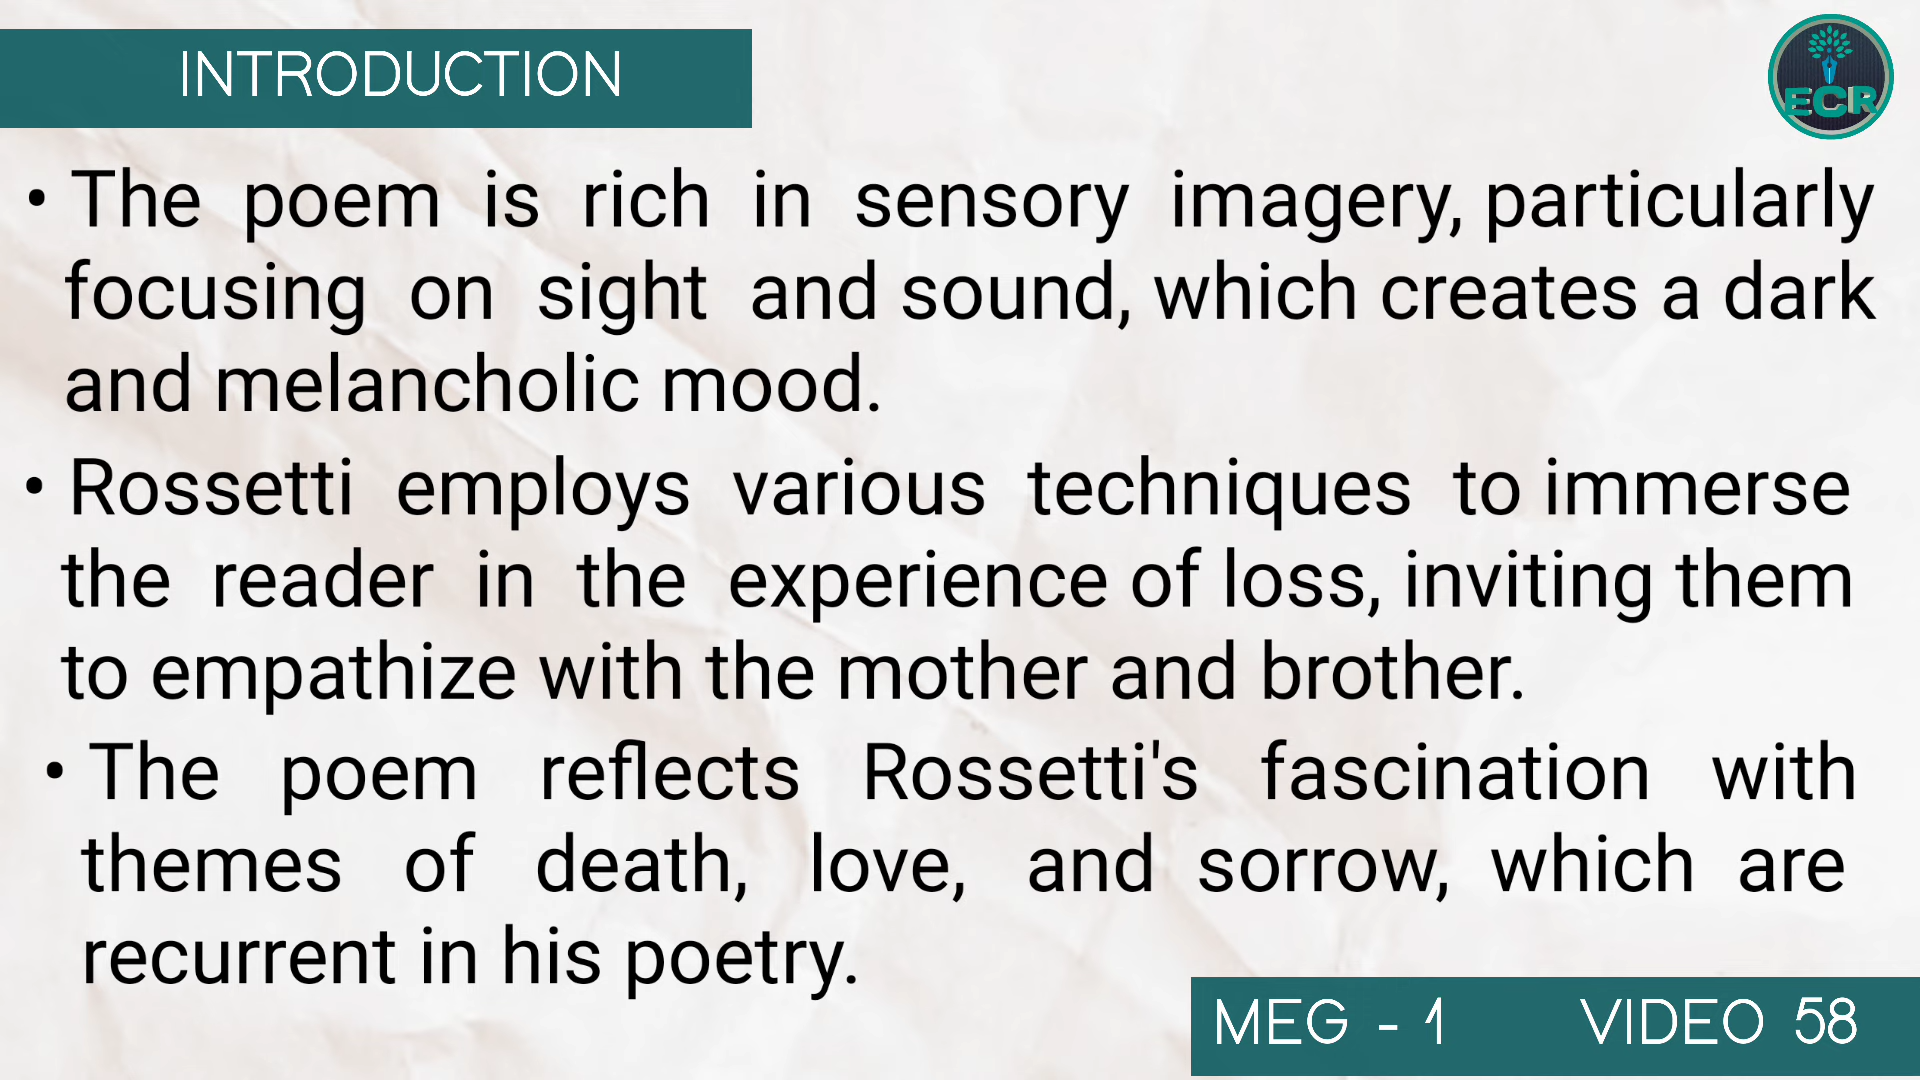 INTRODUCTION
ECR
• The poem is rich in sensory imagery, particularly
focusing on sight and sound, which creates a dark
and melancholic mood.
• Rossetti employs various techniques to immerse
the reader in the experience of loss, inviting them
to empathize with the mother and brother.
• The poem reflects Rossetti's fascination with
themes of death, love, and sorrow, which are
recurrent in his poetry.
MEG - 1 VIDEO 58